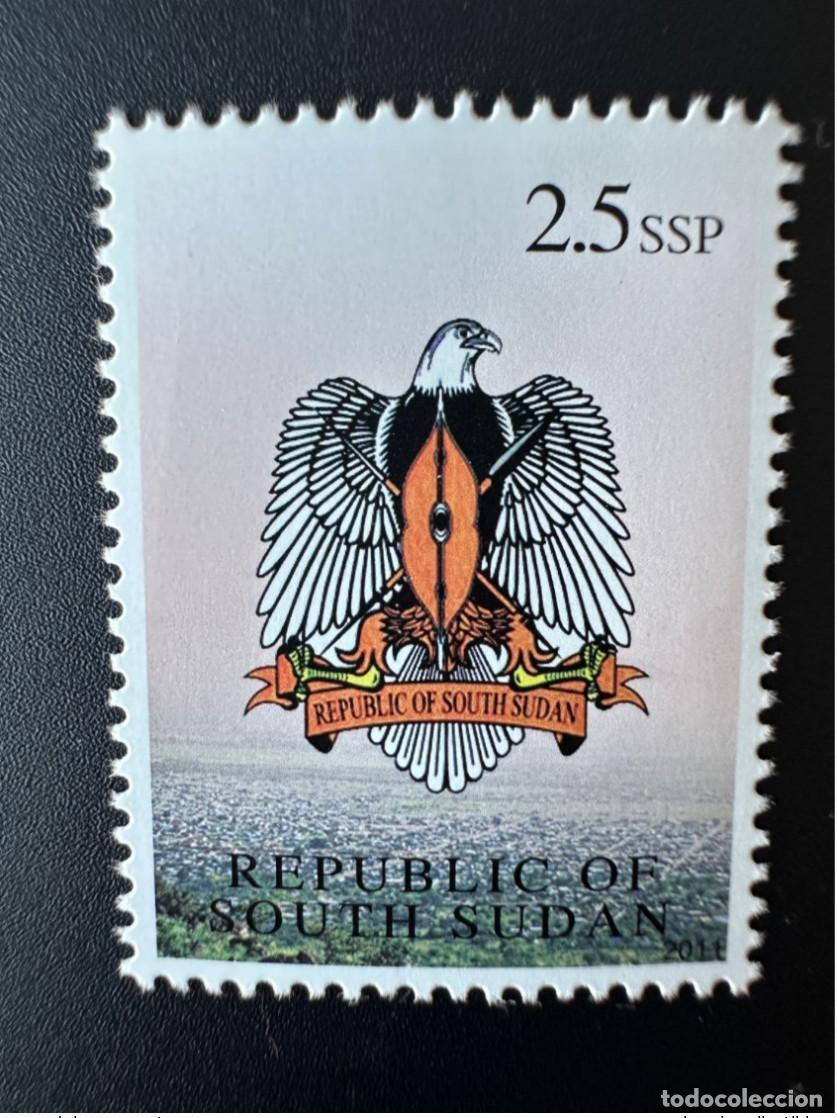 2.5 SSP
REPUBLIC OF SOUTH SUDAN
REPUBLIC OF
SOUTH SUDAN
2011
todocoleccion